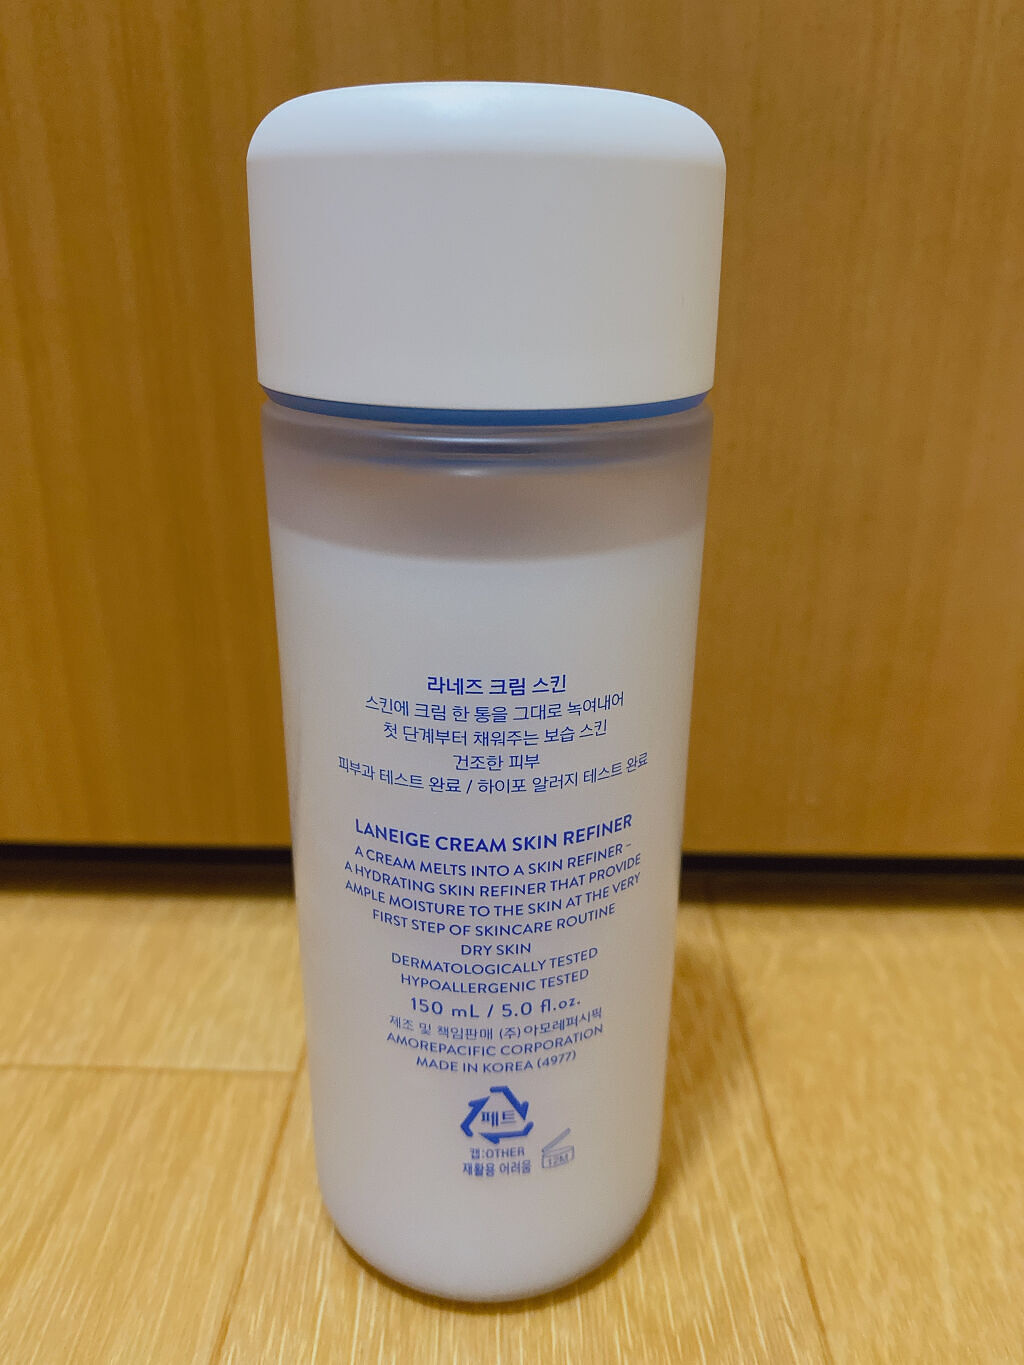 라네즈 크림 스킨
스킨에 크림 한 통을 그대로 녹여내어
첫 단계부터 채워주는 보습 스킨
건조한 피부
피부과 테스트 완료 / 하이포 알러지 테스트 완료
LANEIGE CREAM SKIN REFINER
A CREAM MELTS INTO A SKIN REFINER –
A HYDRATING SKIN REFINER THAT PROVIDE
AMPLE MOISTURE TO THE SKIN AT THE VERY
FIRST STEP OF SKINCARE ROUTINE
DRY SKIN
DERMATOLOGICALLY TESTED
HYPOALLERGENIC TESTED
150 mL / 5.0 fl.oz.
제조 및 책임판매 (주)아모레퍼시픽
AMOREPACIFIC CORPORATION
MADE IN KOREA (4977)
페트
캡:OTHER
재활용 어려움
12M